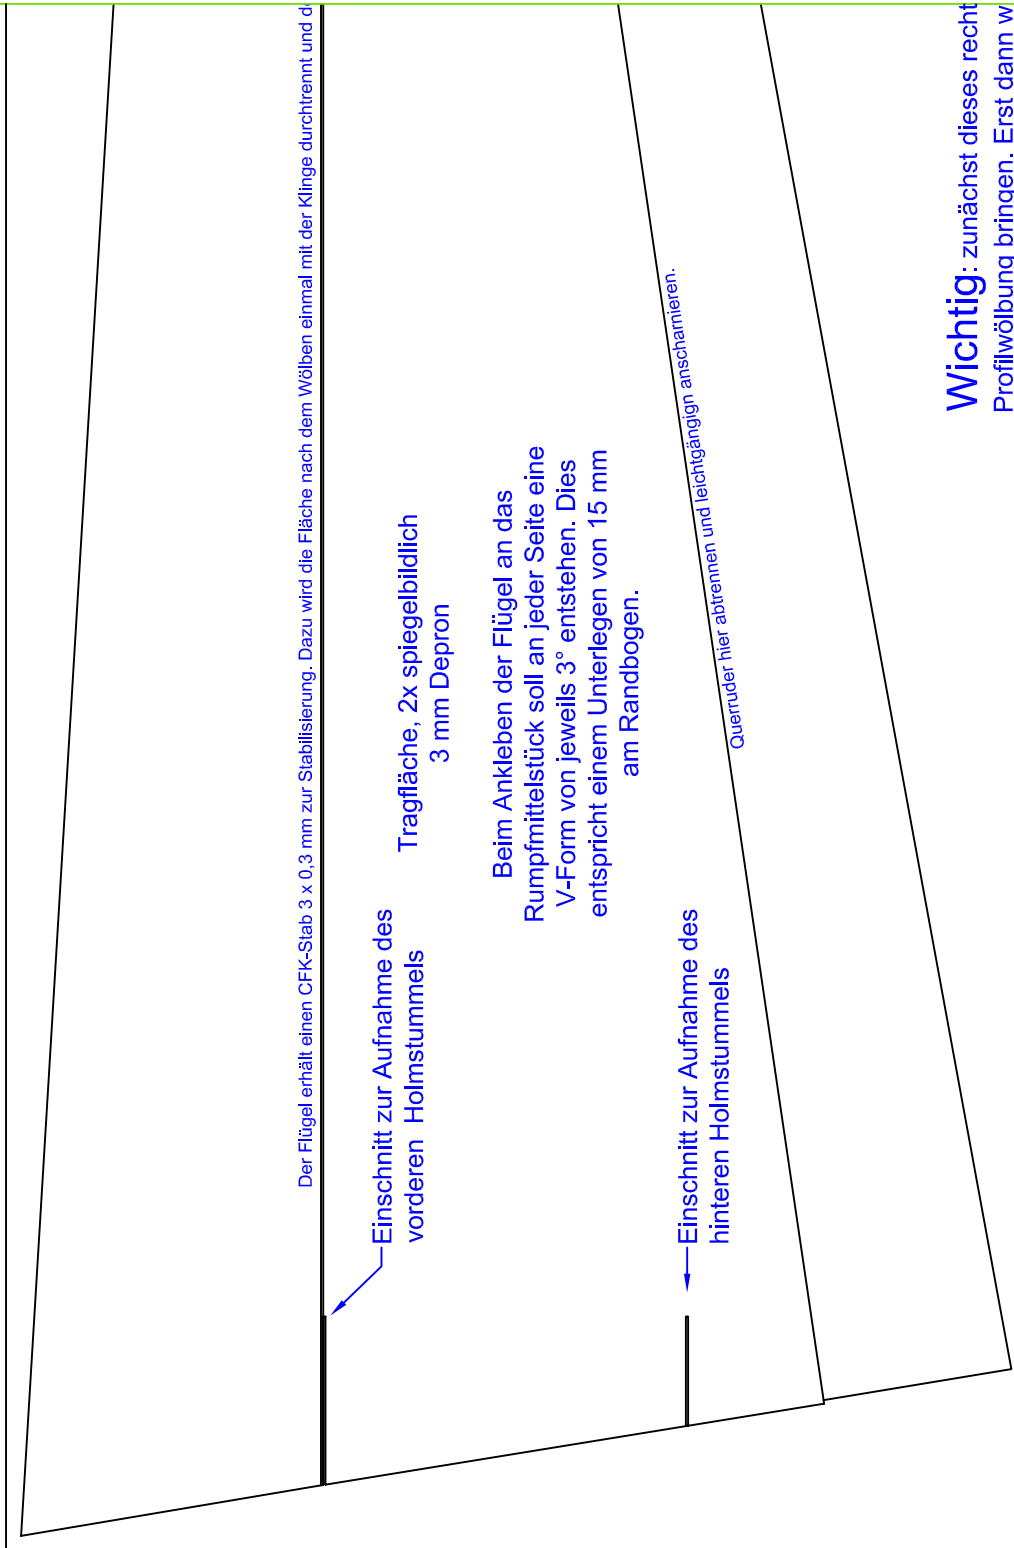 Der Flügel erhält einen CFK-Stab 3 x 0,3 mm zur Stabilisierung. Dazu wird die Fläche nach dem Wölben einmal mit der Klinge durchtrennt und
Tragfläche, 2x spiegelbildlich
3 mm Depron
Einschnitt zur Aufnahme des
vorderen Holmstummels
Beim Ankleben der Flügel an das
Rumpfmittelstück soll an jeder Seite eine
V-Form von jeweils 3° entstehen. Dies
entspricht einem Unterlegen von 15 mm
am Randbogen.
Einschnitt zur Aufnahme des
hinteren Holmstummels
Querruder hier abtrennen und leichtgängign anscharnieren.
Wichtig: zunächst dieses recht
Profilwölbung bringen. Erst dann w